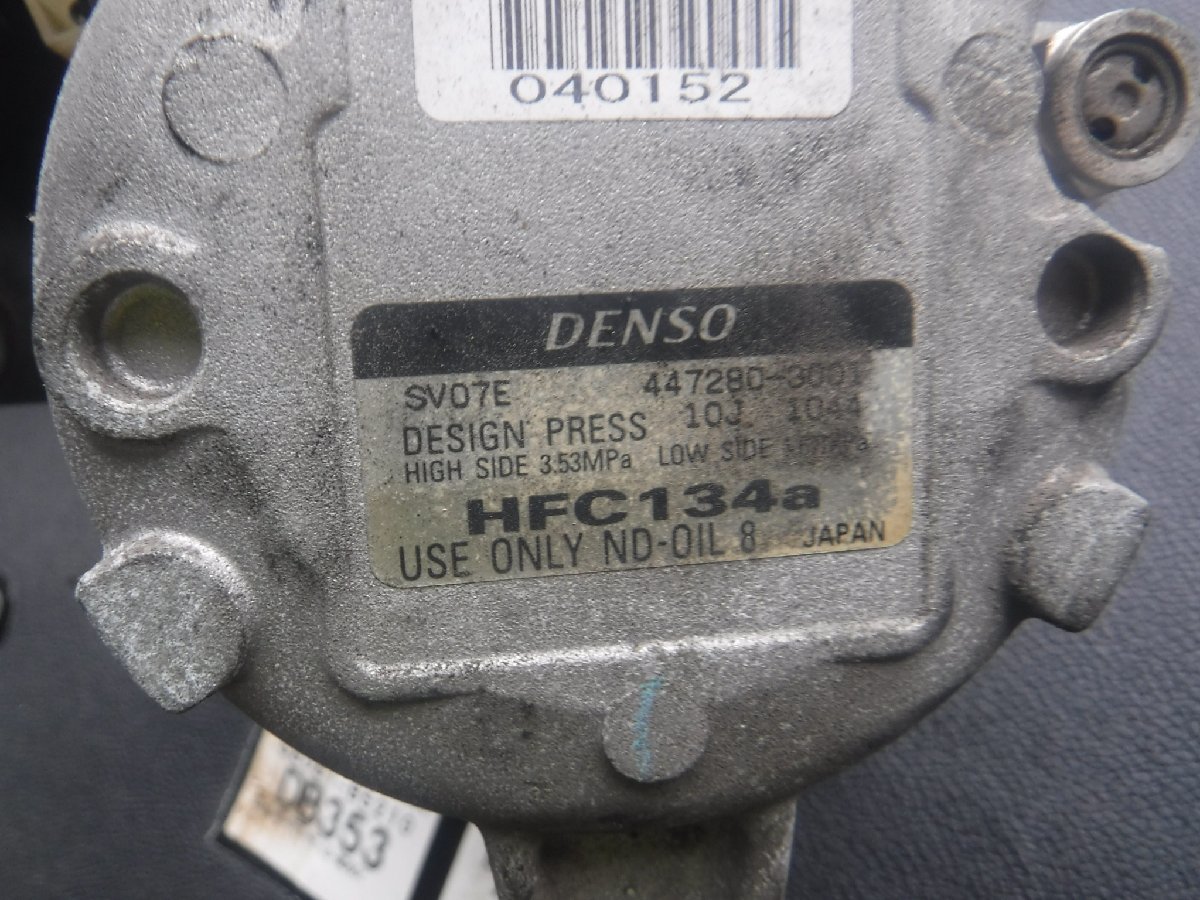 040152
DENSO
SV07E 447280-3001
DESIGN PRESS 10J 1044
HIGH SIDE 3.53MPa LOW SIDE
HFC134a
USE ONLY ND-OIL 8 JAPAN
DB353